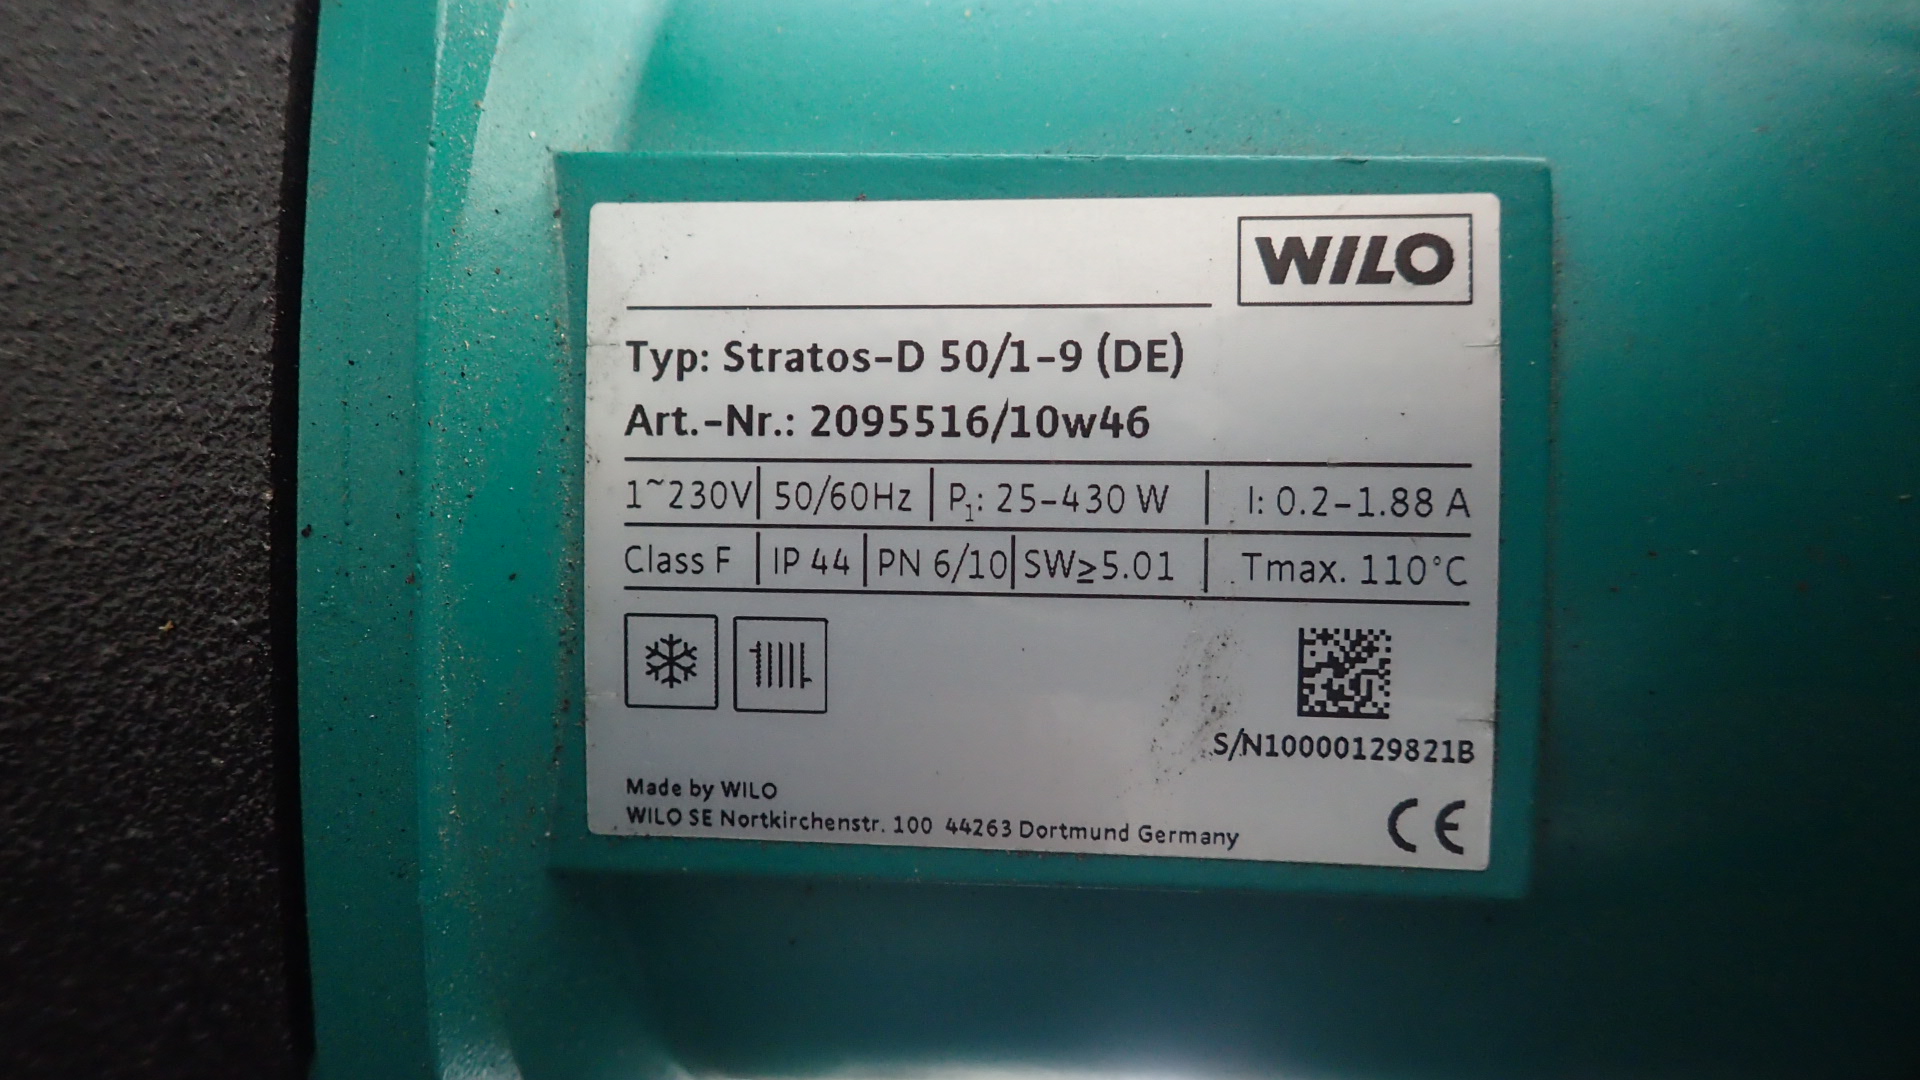 WILO
Typ: Stratos-D 50/1-9 (DE)
Art.-Nr.: 2095516/10w46
1~230V 50/60Hz P1: 25-430 W I: 0.2-1.88 A
Class F IP 44 PN 6/10 SW≥5.01 Tmax. 110°C
S/N10000129821B
Made by WILO
WILO SE Nortkirchenstr. 100 44263 Dortmund Germany
CE